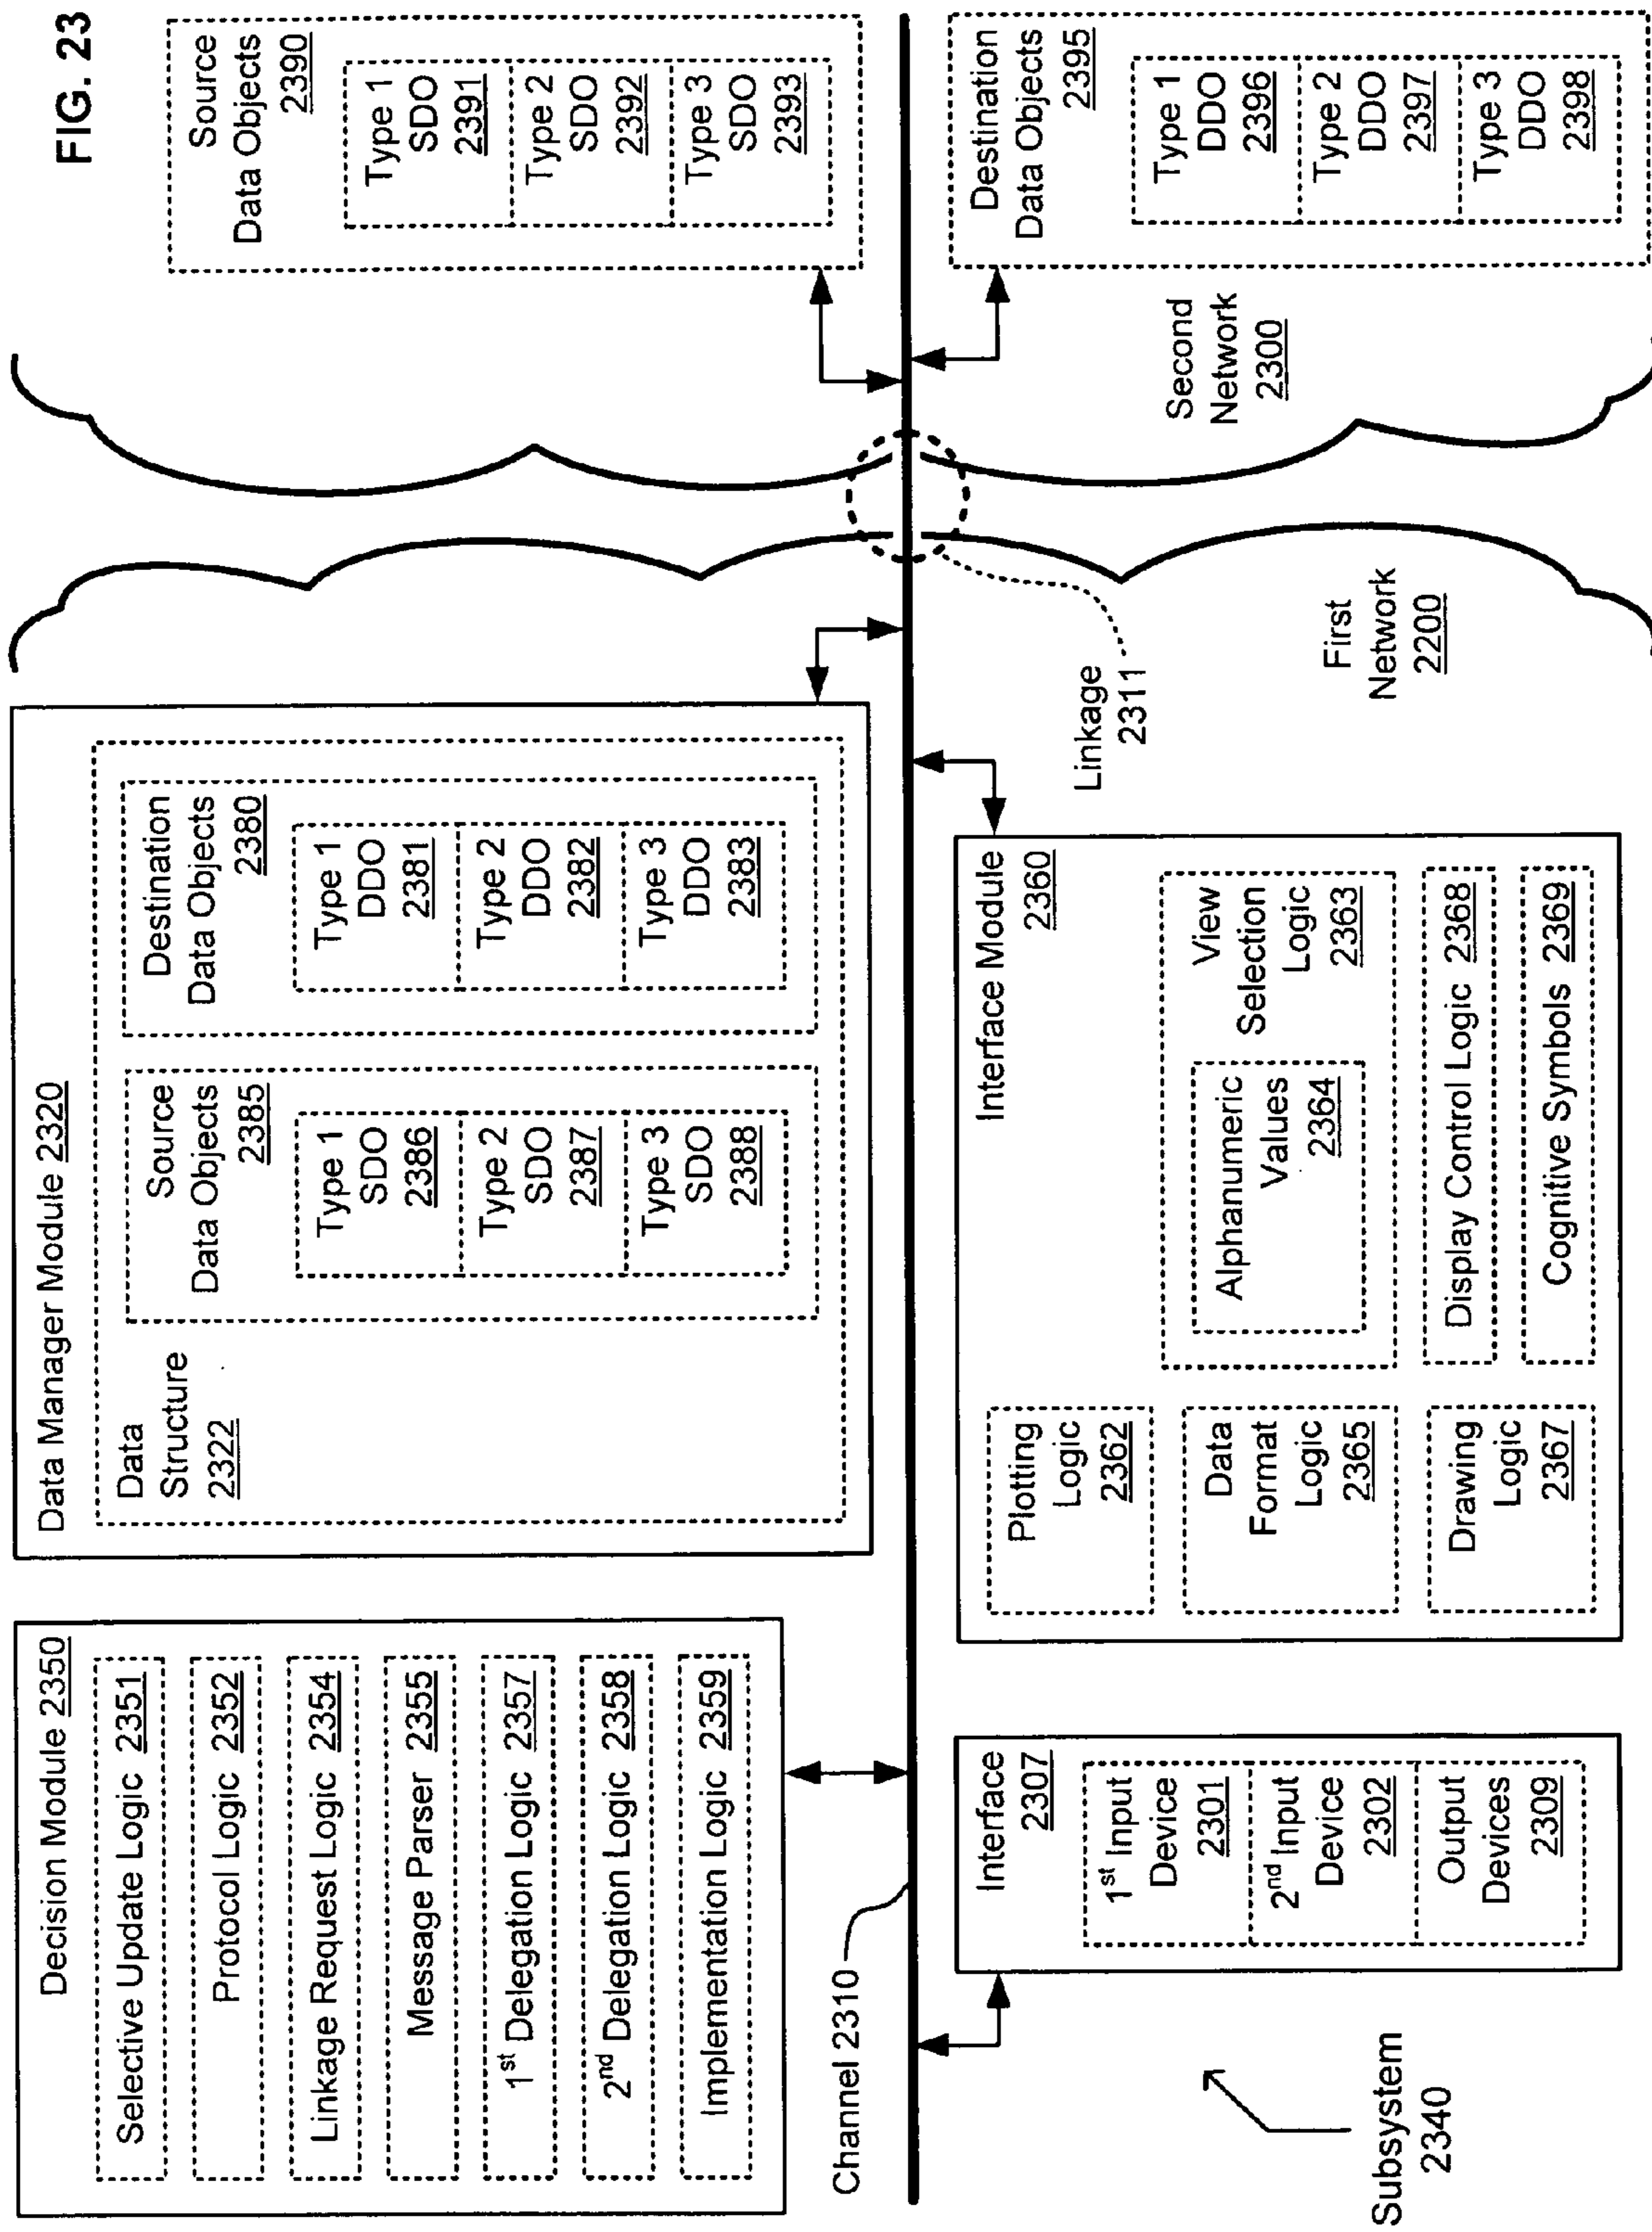 FIG. 23
Decision Module 2350
Selective Update Logic 2351
Protocol Logic 2352
Linkage Request Logic 2354
Message Parser 2355
1st Delegation Logic 2357
2nd Delegation Logic 2358
Implementation Logic 2359
Data Manager Module 2320
Data
Structure
2322
Source
Data Objects
2385
Type 1
SDO
2386
Type 2
SDO
2387
Type 3
SDO
2388
Destination
Data Objects
2380
Type 1
DDO
2381
Type 2
DDO
2382
Type 3
DDO
2383
Source
Data Objects
2390
Type 1
SDO
2391
Type 2
SDO
2392
Type 3
SDO
2393
Channel 2310
Interface
2307
1st Input
Device
2301
2nd Input
Device
2302
Output
Devices
2309
Interface Module
2360
Plotting
Logic
2362
Data
Format
Logic
2365
Drawing
Logic
2367
View
Selection
Logic
2363
Alphanumeric
Values
2364
Display Control Logic 2368
Cognitive Symbols 2369
Linkage
2311
First
Network
2200
Second
Network
2300
Destination
Data Objects
2395
Type 1
DDO
2396
Type 2
DDO
2397
Type 3
DDO
2398
Subsystem
2340